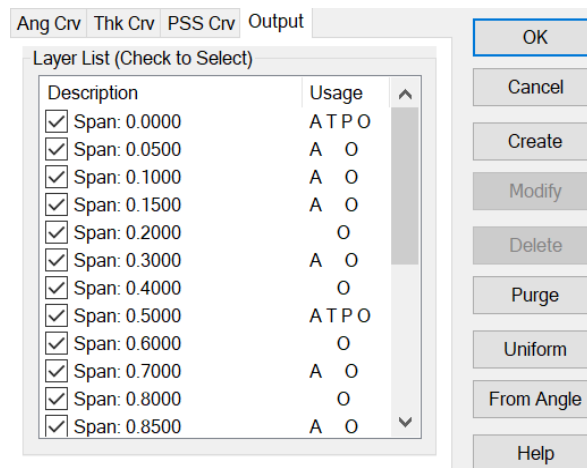 Ang Crv Thk Crv PSS Crv Output
Layer List (Check to Select)
Description Usage
Span: 0.0000 A T P O
Span: 0.0500 A O
Span: 0.1000 A O
Span: 0.1500 A O
Span: 0.2000 O
Span: 0.3000 A O
Span: 0.4000 O
Span: 0.5000 A T P O
Span: 0.6000 O
Span: 0.7000 A O
Span: 0.8000 O
Span: 0.8500 A O
OK
Cancel
Create
Modify
Delete
Purge
Uniform
From Angle
Help